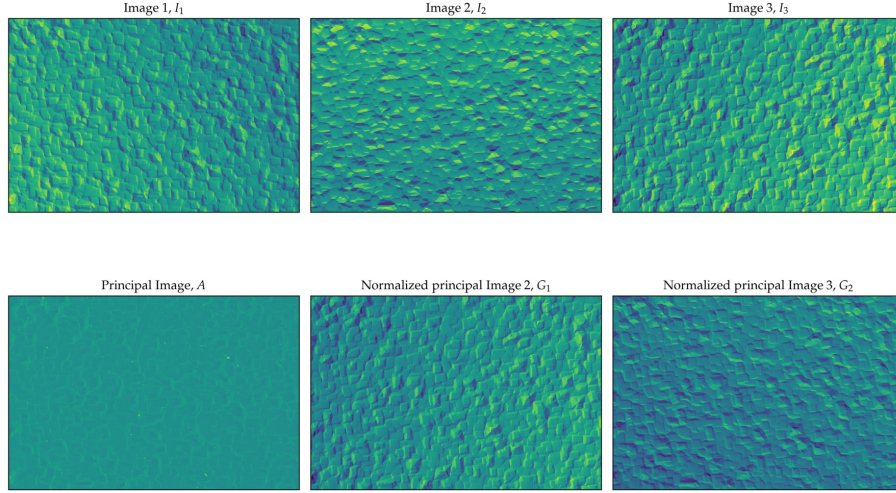 Image 1, I₁
Image 2, I₂
Image 3, I₃
Principal Image, A
Normalized principal Image 2, G₁
Normalized principal Image 3, G₂